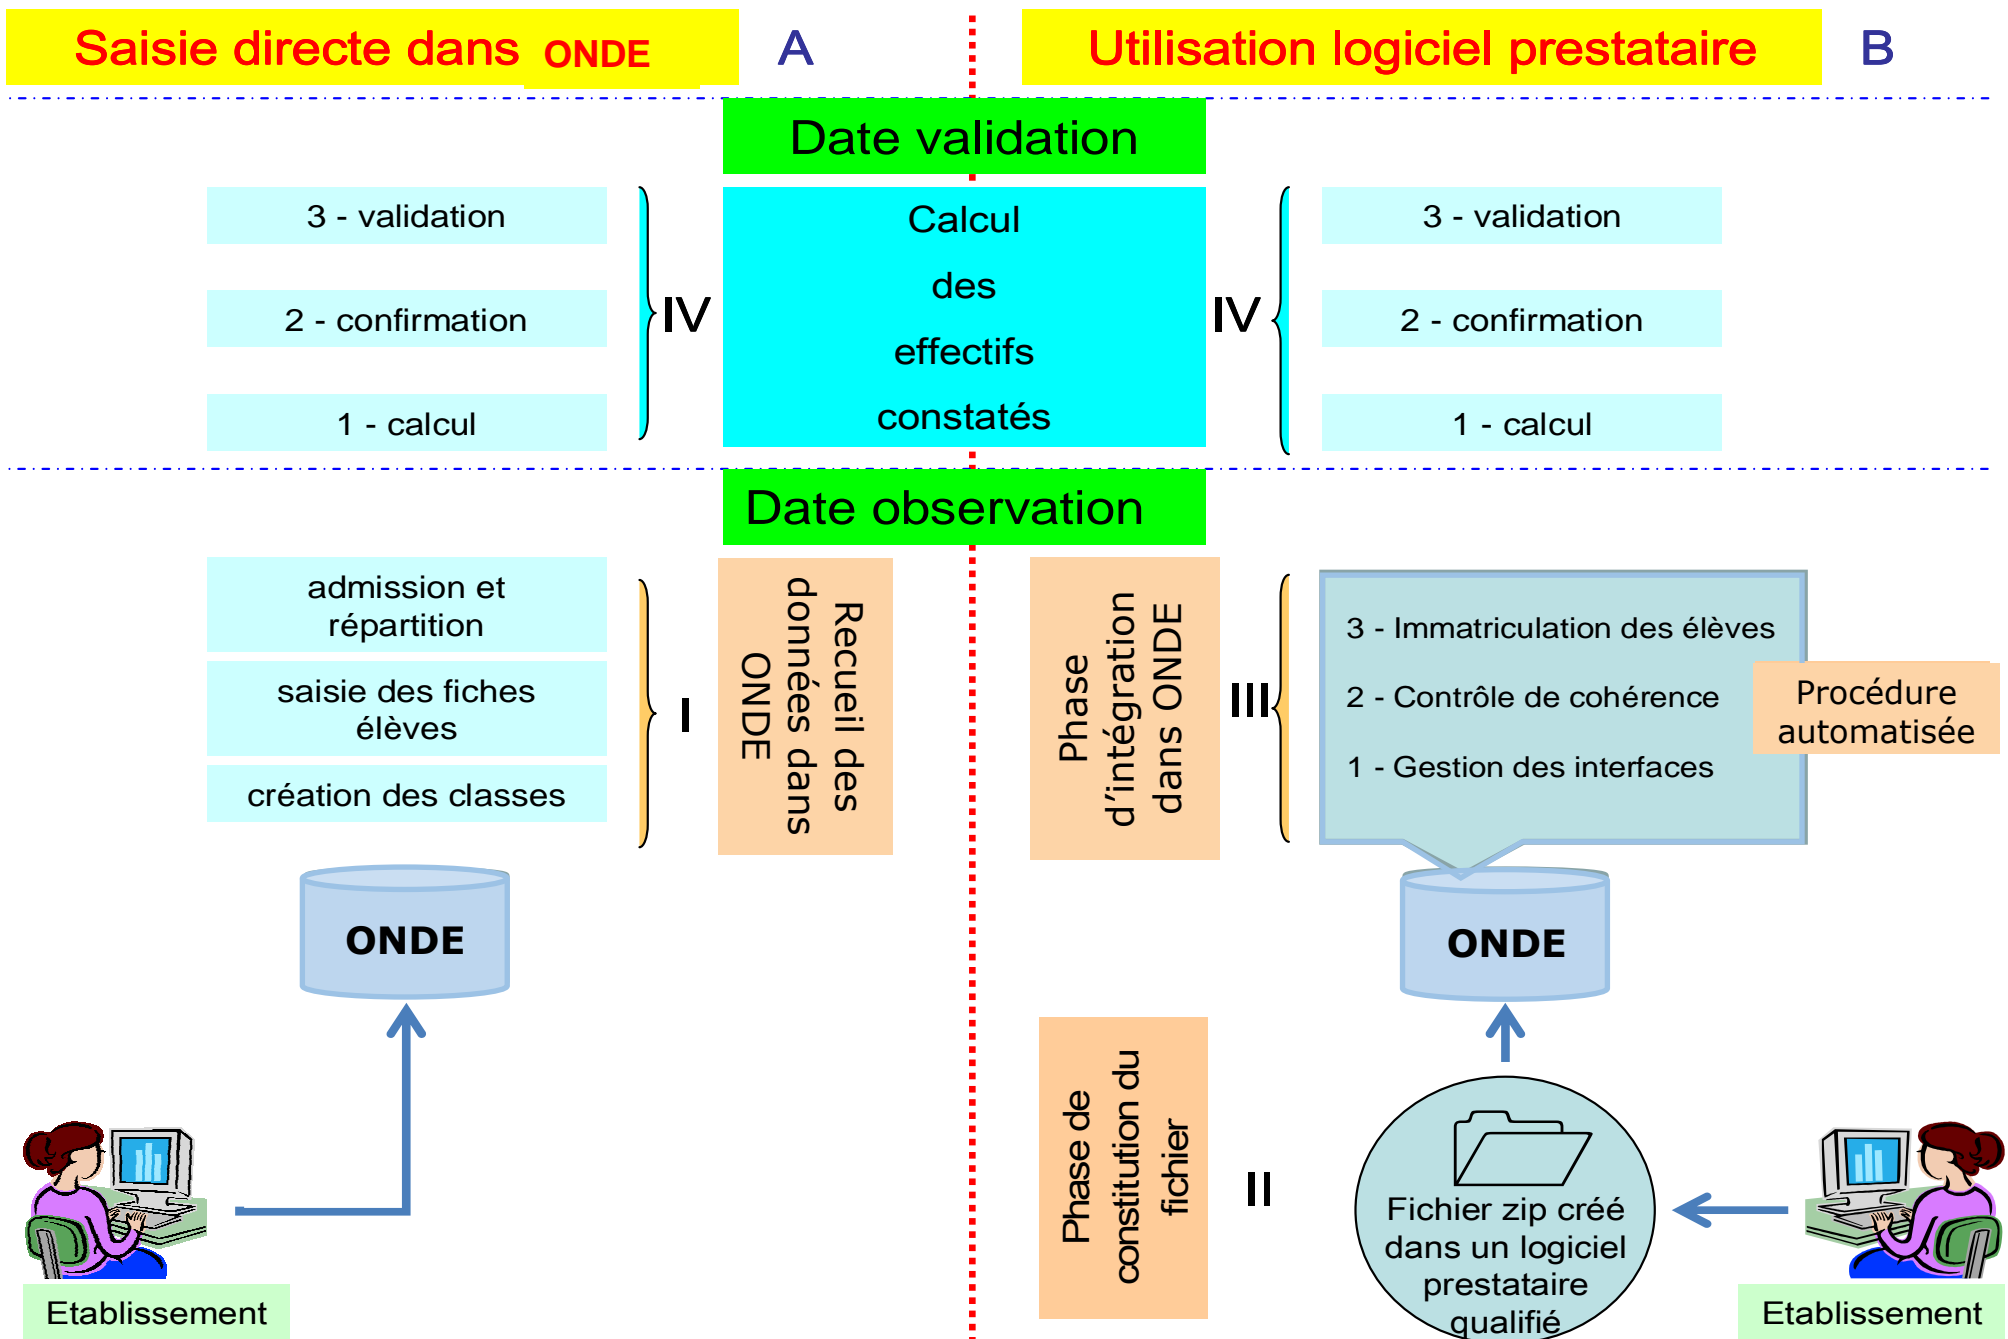 Saisie directe dans ONDE
A
Utilisation logiciel prestataire
B
Date validation
3 - validation
2 - confirmation
1 - calcul
IV
Calcul
des
effectifs
constatés
IV
3 - validation
2 - confirmation
1 - calcul
Date observation
admission et
répartition
saisie des fiches
élèves
création des classes
I
Recueil des
données dans
ONDE
Phase
d’intégration
dans ONDE
III
3 - Immatriculation des élèves
2 - Contrôle de cohérence
1 - Gestion des interfaces
Procédure
automatisée
ONDE
ONDE
Phase de
constitution du
fichier
II
Fichier zip créé
dans un logiciel
prestataire
qualifié
Etablissement
Etablissement